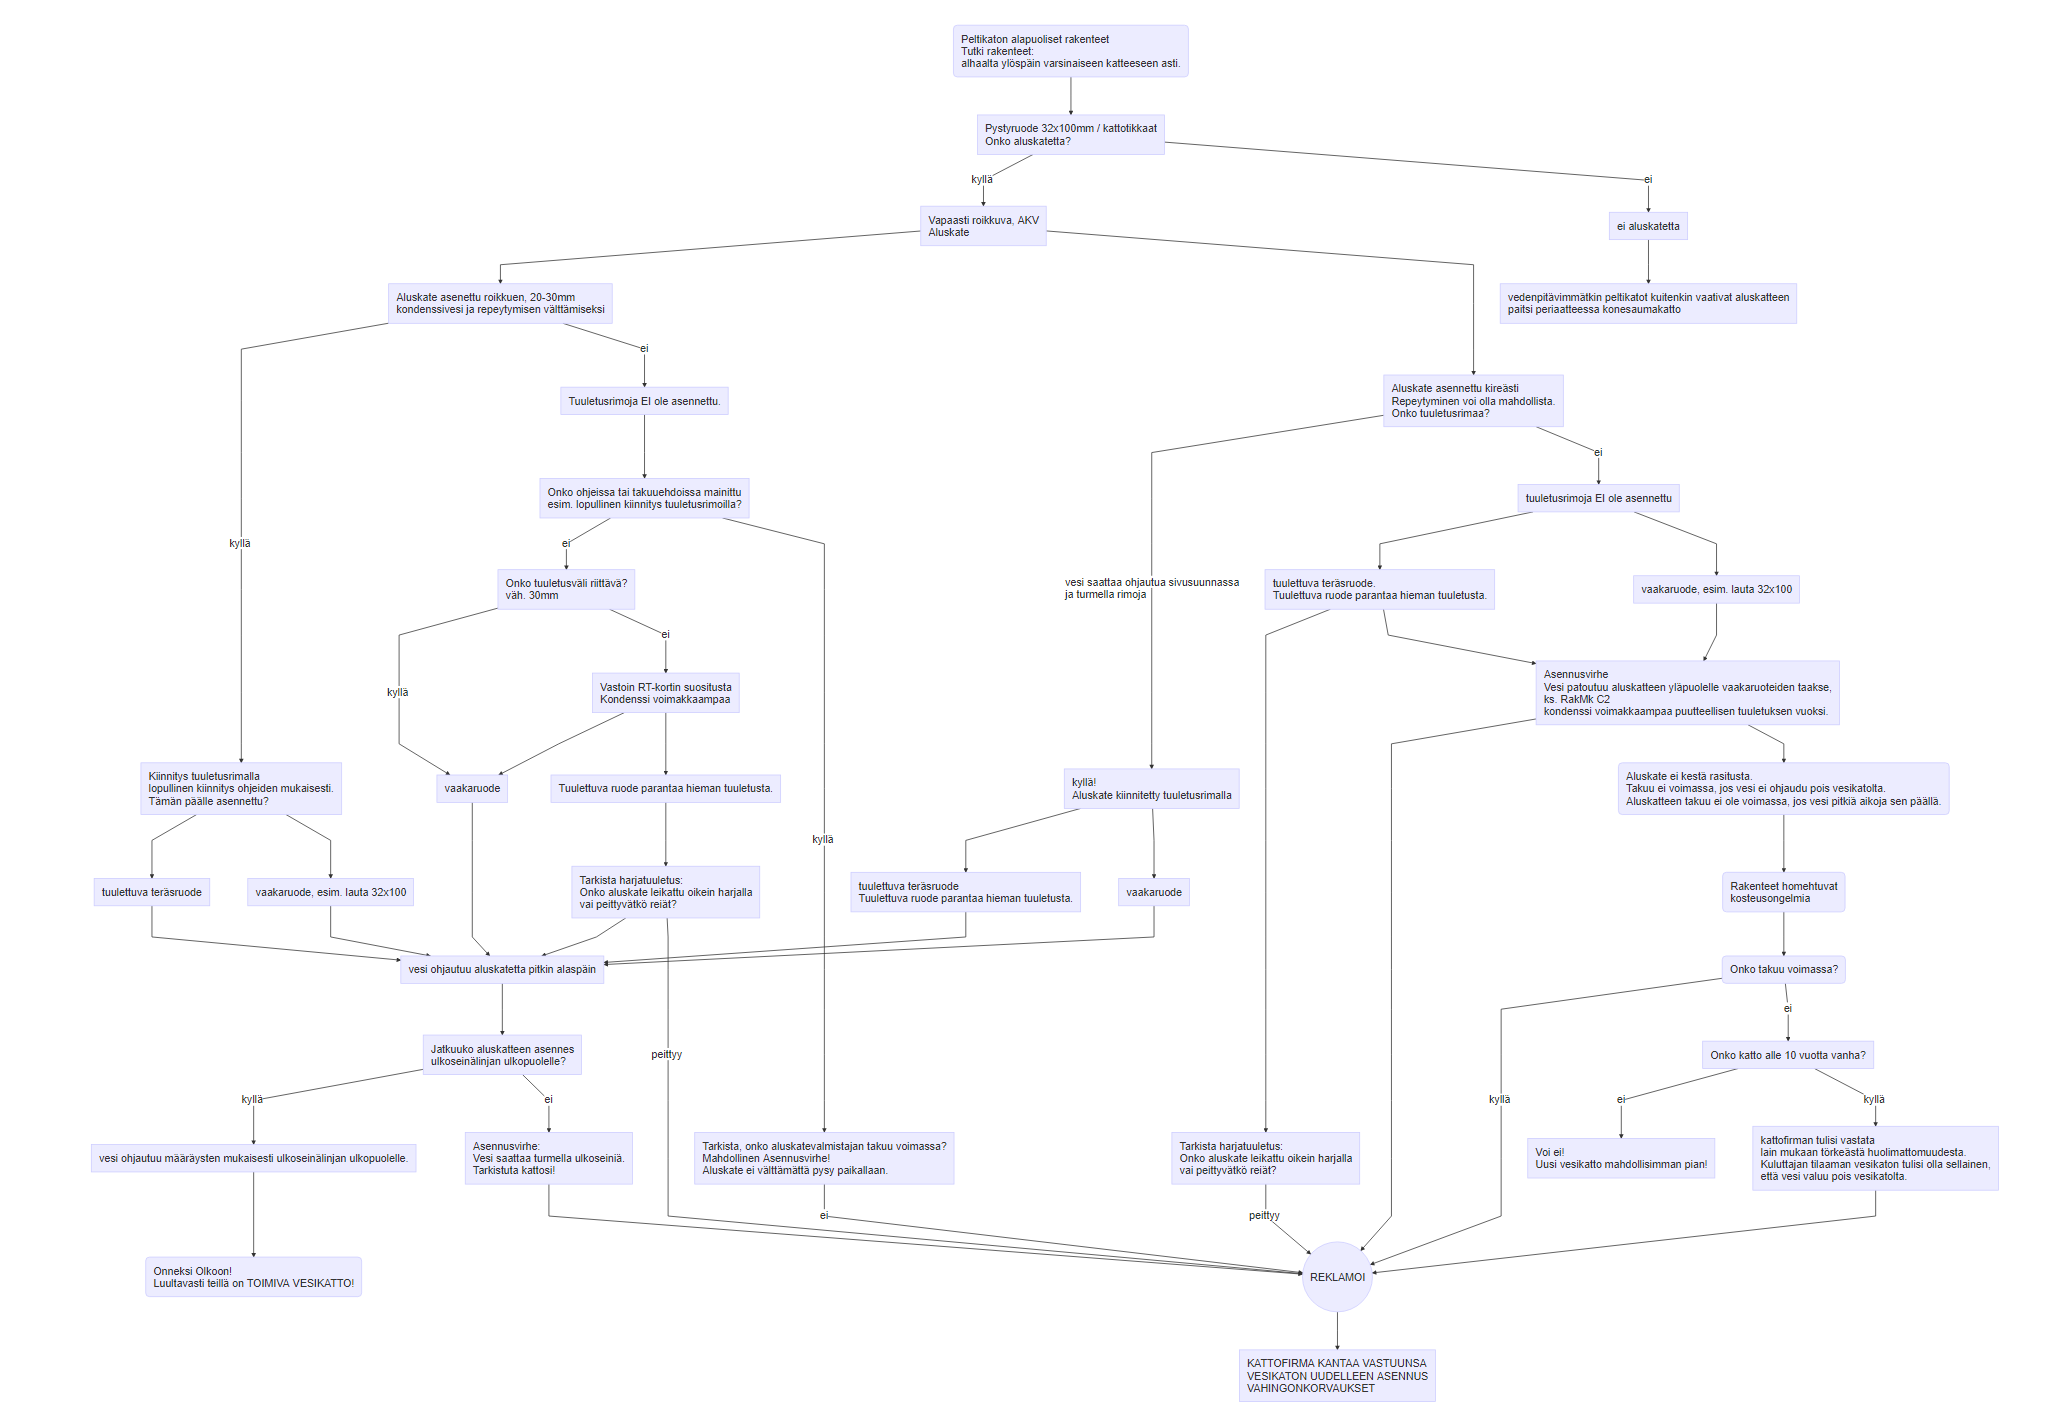 Peltikaton alapuoliset rakenteet
Tutki rakenteet:
alhaalta ylöspäin varsinaiseen katteeseen asti.
Pystyruode 32x100mm / kattotikkaat
Onko aluskatetta?
kyllä
ei
Vapaasti roikkuva, AKV
Aluskate
ei aluskatetta
Aluskate asenettu roikkuen, 20-30mm
kondenssivesi ja repeytymisen välttämiseksi
vedenpitävimmätkin peltikatot kuitenkin vaativat aluskatteen
paitsi periaatteessa konesaumakatto
ei
Tuuletusrimoja EI ole asennettu.
Aluskate asennettu kireästi
Repeytyminen voi olla mahdollista.
Onko tuuletusrimaa?
ei
Onko ohjeissa tai takuuehdoissa mainittu
esim. lopullinen kiinnitys tuuletusrimoilla?
tuuletusrimoja EI ole asennettu
kyllä
ei
Onko tuuletusväli riittävä?
väh. 30mm
vesi saattaa ohjautua sivusuunnassa
ja turmella rimoja
tuulettuva teräsruode.
Tuulettuva ruode parantaa hieman tuuletusta.
vaakaruode, esim. lauta 32x100
kyllä
ei
Vastoin RT-kortin suositusta
Kondenssi voimakkaampaa
Asennusvirhe
Vesi patoutuu aluskatteen yläpuolelle vaakaruoteiden taakse,
ks. RakMk C2
kondenssi voimakkaampaa puutteellisen tuuletuksen vuoksi.
Kiinnitys tuuletusrimalla
lopullinen kiinnitys ohjeiden mukaisesti.
Tämän päälle asennettu?
vaakaruode
Tuulettuva ruode parantaa hieman tuuletusta.
kyllä!
Aluskate kiinnitetty tuuletusrimalla
Aluskate ei kestä rasitusta.
Takuu ei voimassa, jos vesi ei ohjaudu pois vesikatolta.
Aluskatteen takuu ei ole voimassa, jos vesi pitkiä aikoja sen päällä.
kyllä
tuulettuva teräsruode
vaakaruode, esim. lauta 32x100
Tarkista harjatuuletus:
Onko aluskate leikattu oikein harjalla
vai peittyvätkö reiät?
tuulettuva teräsruode
Tuulettuva ruode parantaa hieman tuuletusta.
vaakaruode
Rakenteet homehtuvat
kosteusongelmia
vesi ohjautuu aluskatetta pitkin alaspäin
Onko takuu voimassa?
ei
Jatkuuko aluskatteen asennes
ulkoseinälinjan ulkopuolelle?
peittyy
Onko katto alle 10 vuotta vanha?
kyllä
ei
kyllä
ei
kyllä
vesi ohjautuu määräysten mukaisesti ulkoseinälinjan ulkopuolelle.
Asennusvirhe:
Vesi saattaa turmella ulkoseiniä.
Tarkistuta kattosi!
Tarkista, onko aluskatevalmistajan takuu voimassa?
Mahdollinen Asennusvirhe!
Aluskate ei välttämättä pysy paikallaan.
Tarkista harjatuuletus:
Onko aluskate leikattu oikein harjalla
vai peittyvätkö reiät?
Voi ei!
Uusi vesikatto mahdollisimman pian!
kattofirman tulisi vastata
lain mukaan törkeästä huolimattomuudesta.
Kuluttajan tilaaman vesikaton tulisi olla sellainen,
että vesi valuu pois vesikatolta.
ei
peittyy
Onneksi Olkoon!
Luultavasti teillä on TOIMIVA VESIKATTO!
REKLAMOI
KATTOFIRMA KANTAA VASTUUNSA
VESIKATON UUDELLEEN ASENNUS
VAHINGONKORVAUKSET